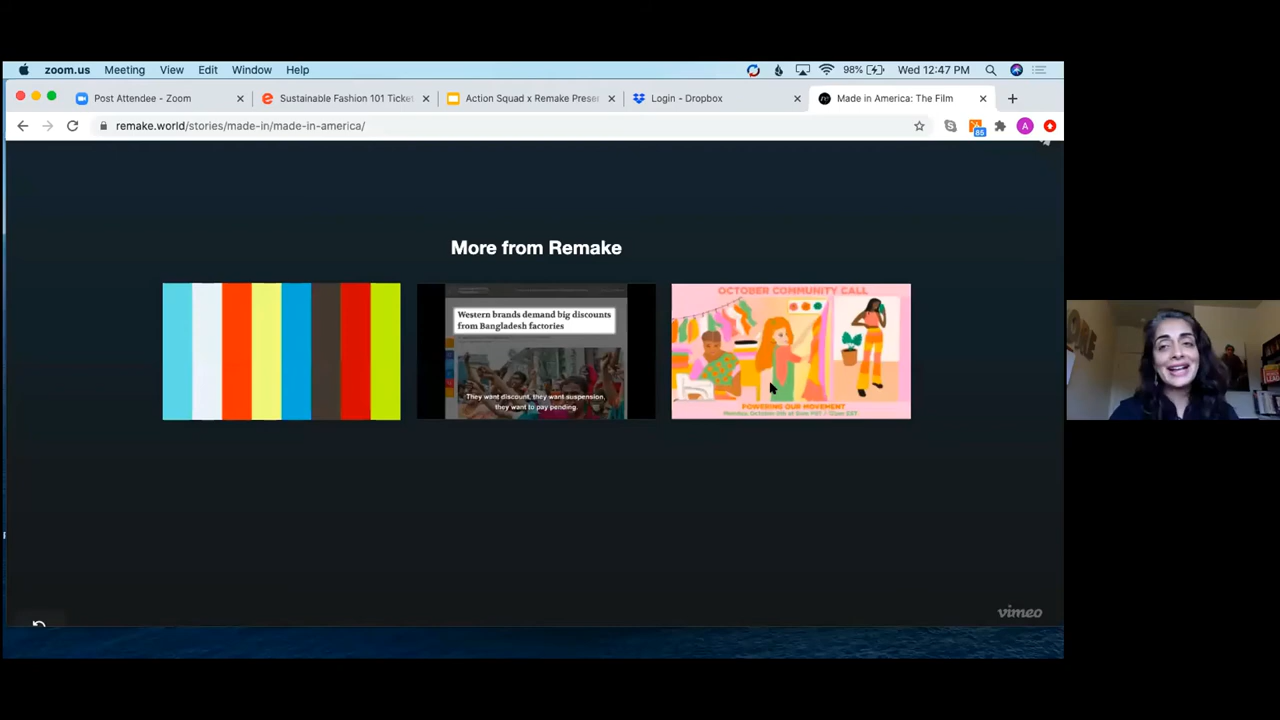 zoom.us Meeting View Edit Window Help 98% Wed 12:47 PM
Post Attendee - Zoom Sustainable Fashion 101 Ticket Action Squad x Remake Prese Login - Dropbox Made in America: The Film
remake.world/stories/made-in/made-in-america/
85
A
More from Remake
Western brands demand big discounts
from Bangladesh factories
They want discount, they want suspension,
they want to pay pending.
OCTOBER COMMUNITY CALL
POWERING OUR MOVEMENT
vimeo